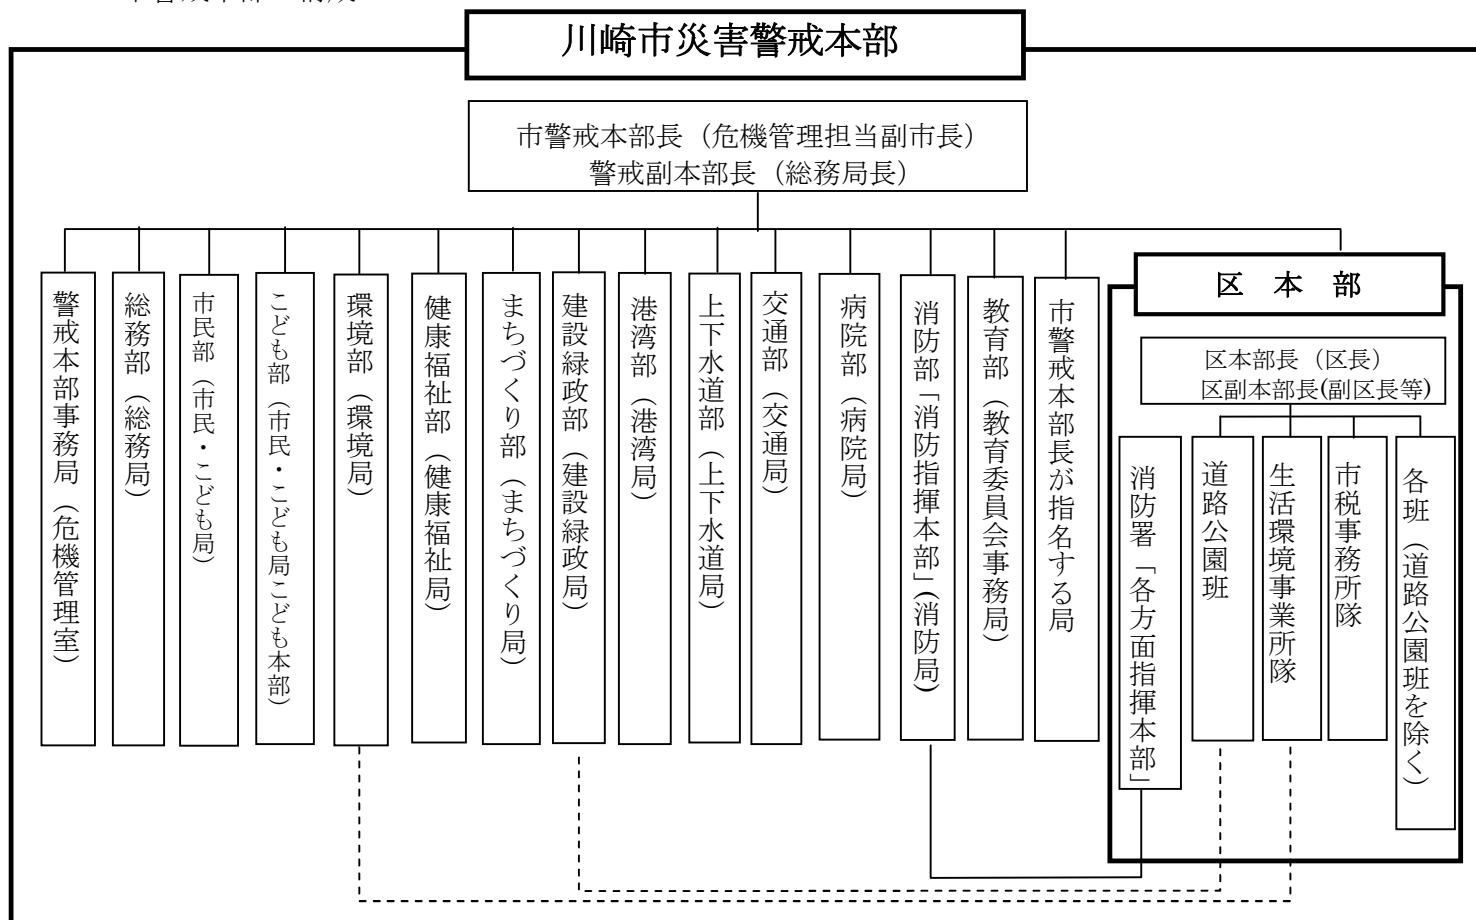 川崎市災害警戒本部
市警戒本部長（危機管理担当副市長）
警戒副本部長（総務局長）
警戒本部事務局（危機管理室）
総務部（総務局）
市民部（市民・こども局）
こども部（市民・こども局こども本部）
環境部（環境局）
健康福祉部（健康福祉局）
まちづくり部（まちづくり局）
建設緑政部（建設緑政局）
港湾部（港湾局）
上下水道部（上下水道局）
交通部（交通局）
病院部（病院局）
消防部「消防指揮本部」（消防局）
教育部（教育委員会事務局）
市警戒本部長が指名する局
区 本 部
区本部長（区長）
区副本部長(副区長等)
消防署「各方面指揮本部」
道路公園班
生活環境事業所隊
市税事務所隊
各班（道路公園班を除く）